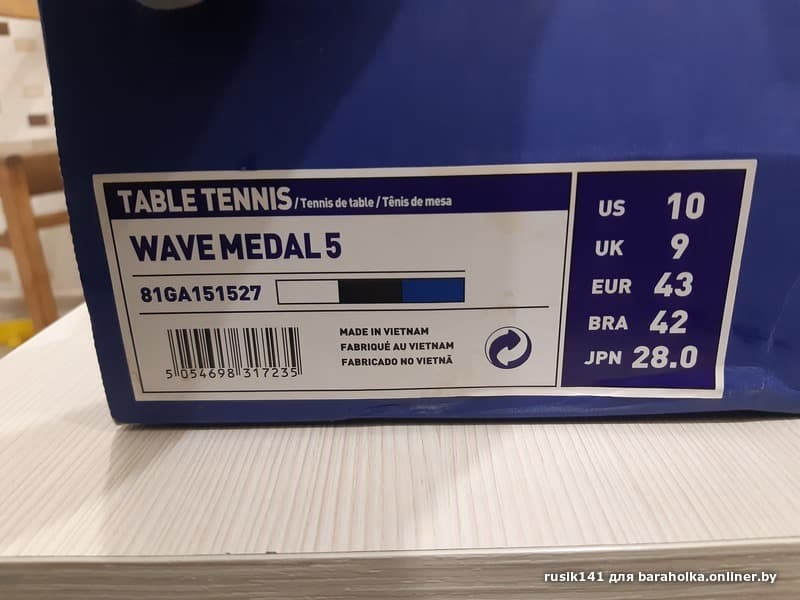 TABLE TENNIS / Tennis de table / Tênis de mesa
WAVE MEDAL 5
81GA151527
5 054698 317235
MADE IN VIETNAM
FABRIQUÉ AU VIETNAM
FABRICADO NO VIETNÃ
US 10
UK 9
EUR 43
BRA 42
JPN 28.0
rusik141 для baraholka.onliner.by